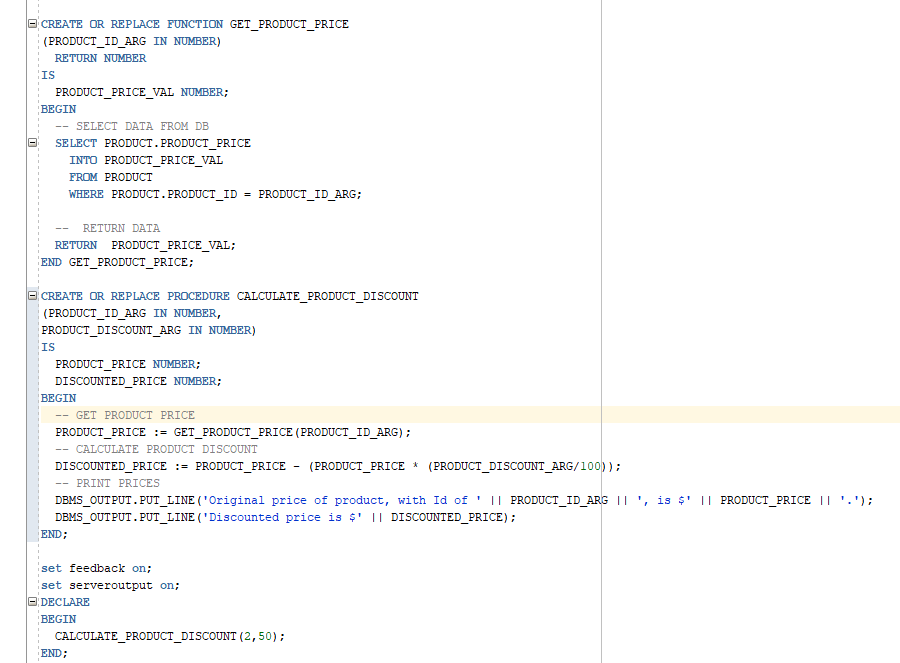 CREATE OR REPLACE FUNCTION GET_PRODUCT_PRICE
(PRODUCT_ID_ARG IN NUMBER)
  RETURN NUMBER
IS
  PRODUCT_PRICE_VAL NUMBER;
BEGIN
  -- SELECT DATA FROM DB
  SELECT PRODUCT.PRODUCT_PRICE
    INTO PRODUCT_PRICE_VAL
    FROM PRODUCT
    WHERE PRODUCT.PRODUCT_ID = PRODUCT_ID_ARG;

  --  RETURN DATA
  RETURN  PRODUCT_PRICE_VAL;
END GET_PRODUCT_PRICE;

CREATE OR REPLACE PROCEDURE CALCULATE_PRODUCT_DISCOUNT
(PRODUCT_ID_ARG IN NUMBER,
PRODUCT_DISCOUNT_ARG IN NUMBER)
IS
  PRODUCT_PRICE NUMBER;
  DISCOUNTED_PRICE NUMBER;
BEGIN
  -- GET PRODUCT PRICE
  PRODUCT_PRICE := GET_PRODUCT_PRICE(PRODUCT_ID_ARG);
  -- CALCULATE PRODUCT DISCOUNT
  DISCOUNTED_PRICE := PRODUCT_PRICE - (PRODUCT_PRICE * (PRODUCT_DISCOUNT_ARG/100));
  -- PRINT PRICES
  DBMS_OUTPUT.PUT_LINE('Original price of product, with Id of ' || PRODUCT_ID_ARG || ', is $' || PRODUCT_PRICE || '.');
  DBMS_OUTPUT.PUT_LINE('Discounted price is $' || DISCOUNTED_PRICE);
END;

set feedback on;
set serveroutput on;
DECLARE
BEGIN
  CALCULATE_PRODUCT_DISCOUNT(2,50);
END;